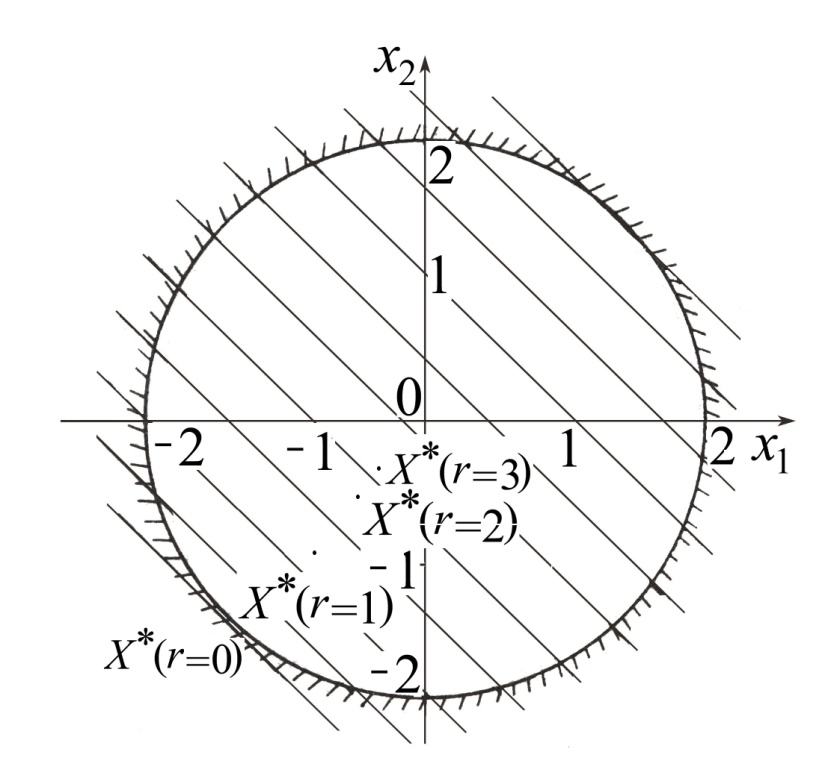 x₂
2
1
0
-2 -1 1 2 x₁
X*(r=3)
X*(r=2)
-1
X*(r=1)
X*(r=0)
-2